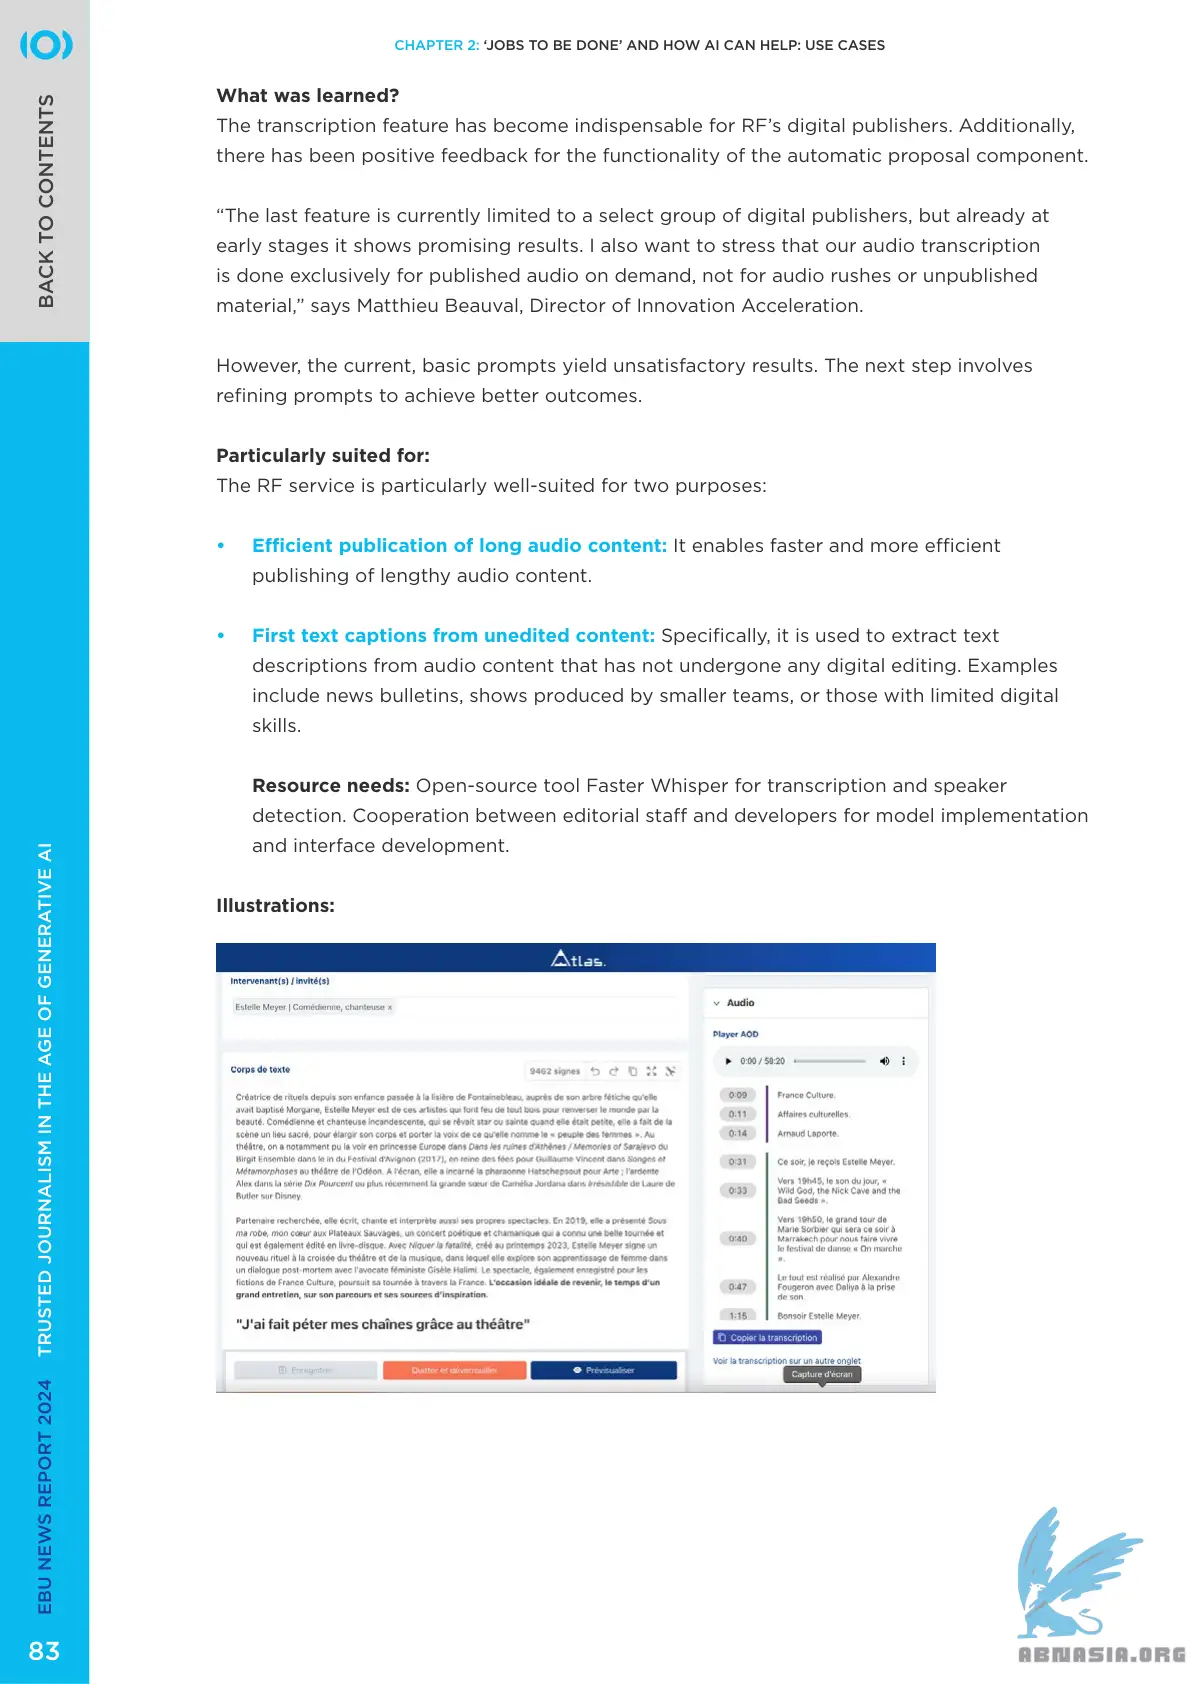 CHAPTER 2: ‘JOBS TO BE DONE’ AND HOW AI CAN HELP: USE CASES
BACK TO CONTENTS
What was learned?
The transcription feature has become indispensable for RF’s digital publishers. Additionally,
there has been positive feedback for the functionality of the automatic proposal component.
“The last feature is currently limited to a select group of digital publishers, but already at
early stages it shows promising results. I also want to stress that our audio transcription
is done exclusively for published audio on demand, not for audio rushes or unpublished
material,” says Matthieu Beauval, Director of Innovation Acceleration.
However, the current, basic prompts yield unsatisfactory results. The next step involves
refining prompts to achieve better outcomes.
Particularly suited for:
The RF service is particularly well-suited for two purposes:
• Efficient publication of long audio content: It enables faster and more efficient
publishing of lengthy audio content.
• First text captions from unedited content: Specifically, it is used to extract text
descriptions from audio content that has not undergone any digital editing. Examples
include news bulletins, shows produced by smaller teams, or those with limited digital
skills.
Resource needs: Open-source tool Faster Whisper for transcription and speaker
detection. Cooperation between editorial staff and developers for model implementation
and interface development.
Illustrations:
Atlas.
Intervenant(s) / invité(s)
Estelle Meyer | Comédienne, chanteuse ×
Corps de texte
9462 signes
Créatrice de rituels depuis son enfance passée à la lisière de Fontainebleau, auprès de son arbre fétiche qu'elle
avait baptisé Morgane, Estelle Meyer est de ces artistes qui font feu de tout bois pour renverser le monde par la
beauté. Comédienne et chanteuse incandescente, qui se rêvait star ou sainte quand elle était petite, elle a fait de la
scène un lieu sacré, pour élargir son corps et porter la voix de ce qu'elle nomme le « peuple des femmes ». Au
théâtre, on a notamment pu la voir en princesse Europe dans Dans les ruines d'Athènes / Memories of Sarajevo du
Birgit Ensemble dans le in du Festival d'Avignon (2017), en reine des fées pour Guillaume Vincent dans Songes et
Métamorphoses au théâtre de l'Odéon. A l'écran, elle a incarné la pharaonne Hatschepsout pour Arte ; l'ardente
Alex dans la série Dix Pourcent ou plus récemment la grande sœur de Camélia Jordana dans Irrésistible de Laure de
Butler sur Disney.
Partenaire recherchée, elle écrit, chante et interprète aussi ses propres spectacles. En 2019, elle a présenté Sous
ma robe, mon cœur aux Plateaux Sauvages, un concert poétique et chamanique qui a connu une belle tournée et
qui est également édité en livre-disque. Avec Niquer la fatalité, créé au printemps 2023, Estelle Meyer signe un
nouveau rituel à la croisée du théâtre et de la musique, dans lequel elle explore son apprentissage de femme dans
un dialogue post-mortem avec l'avocate féministe Gisèle Halimi. Le spectacle, également enregistré pour les
fictions de France Culture, poursuit sa tournée à travers la France. L'occasion idéale de revenir, le temps d'un
grand entretien, sur son parcours et ses sources d'inspiration.
"J'ai fait péter mes chaînes grâce au théâtre"
Enregistrer
Quitter et déverrouiller
Prévisualiser
Audio
Player AOD
0:00 / 58:20
0:09 France Culture.
0:11 Affaires culturelles.
0:14 Arnaud Laporte.
0:31 Ce soir, je reçois Estelle Meyer.
0:33 Vers 19h45, le son du jour, «
Wild God, the Nick Cave and the
Bad Seeds ».
0:40 Vers 19h50, le grand tour de
Marie Sorbier qui sera ce soir à
Marrakech pour nous faire vivre
le festival de danse « On marche
».
0:47 Le tout est réalisé par Alexandre
Fougeron avec Daliya à la prise
de son.
1:15 Bonsoir Estelle Meyer.
Copier la transcription
Voir la transcription sur un autre onglet
Capture d'écran
EBU NEWS REPORT 2024 TRUSTED JOURNALISM IN THE AGE OF GENERATIVE AI
83
ABNASIA.ORG